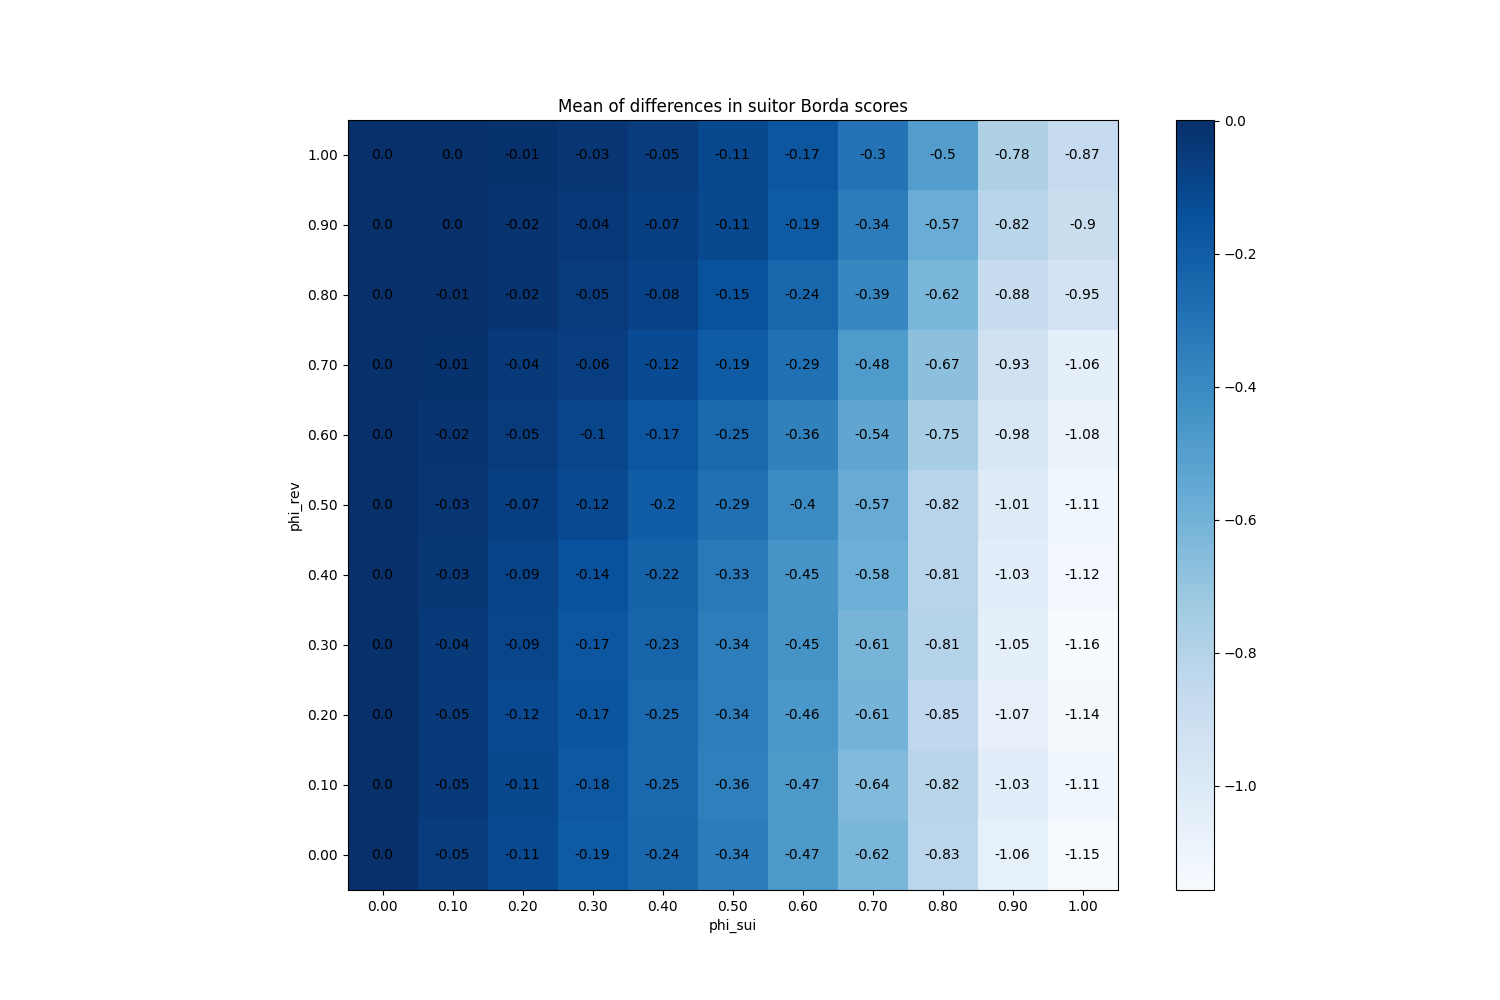 Mean of differences in suitor Borda scores
1.00 0.0 0.0 -0.01 -0.03 -0.05 -0.11 -0.17 -0.3 -0.5 -0.78 -0.87
0.90 0.0 0.0 -0.02 -0.04 -0.07 -0.11 -0.19 -0.34 -0.57 -0.82 -0.9
0.80 0.0 -0.01 -0.02 -0.05 -0.08 -0.15 -0.24 -0.39 -0.62 -0.88 -0.95
0.70 0.0 -0.01 -0.04 -0.06 -0.12 -0.19 -0.29 -0.48 -0.67 -0.93 -1.06
0.60 0.0 -0.02 -0.05 -0.1 -0.17 -0.25 -0.36 -0.54 -0.75 -0.98 -1.08
0.50 0.0 -0.03 -0.07 -0.12 -0.2 -0.29 -0.4 -0.57 -0.82 -1.01 -1.11
0.40 0.0 -0.03 -0.09 -0.14 -0.22 -0.33 -0.45 -0.58 -0.81 -1.03 -1.12
0.30 0.0 -0.04 -0.09 -0.17 -0.23 -0.34 -0.45 -0.61 -0.81 -1.05 -1.16
0.20 0.0 -0.05 -0.12 -0.17 -0.25 -0.34 -0.46 -0.61 -0.85 -1.07 -1.14
0.10 0.0 -0.05 -0.11 -0.18 -0.25 -0.36 -0.47 -0.64 -0.82 -1.03 -1.11
0.00 0.0 -0.05 -0.11 -0.19 -0.24 -0.34 -0.47 -0.62 -0.83 -1.06 -1.15
0.00 0.10 0.20 0.30 0.40 0.50 0.60 0.70 0.80 0.90 1.00
phi_sui
phi_rev
0.0
−0.2
−0.4
−0.6
−0.8
−1.0